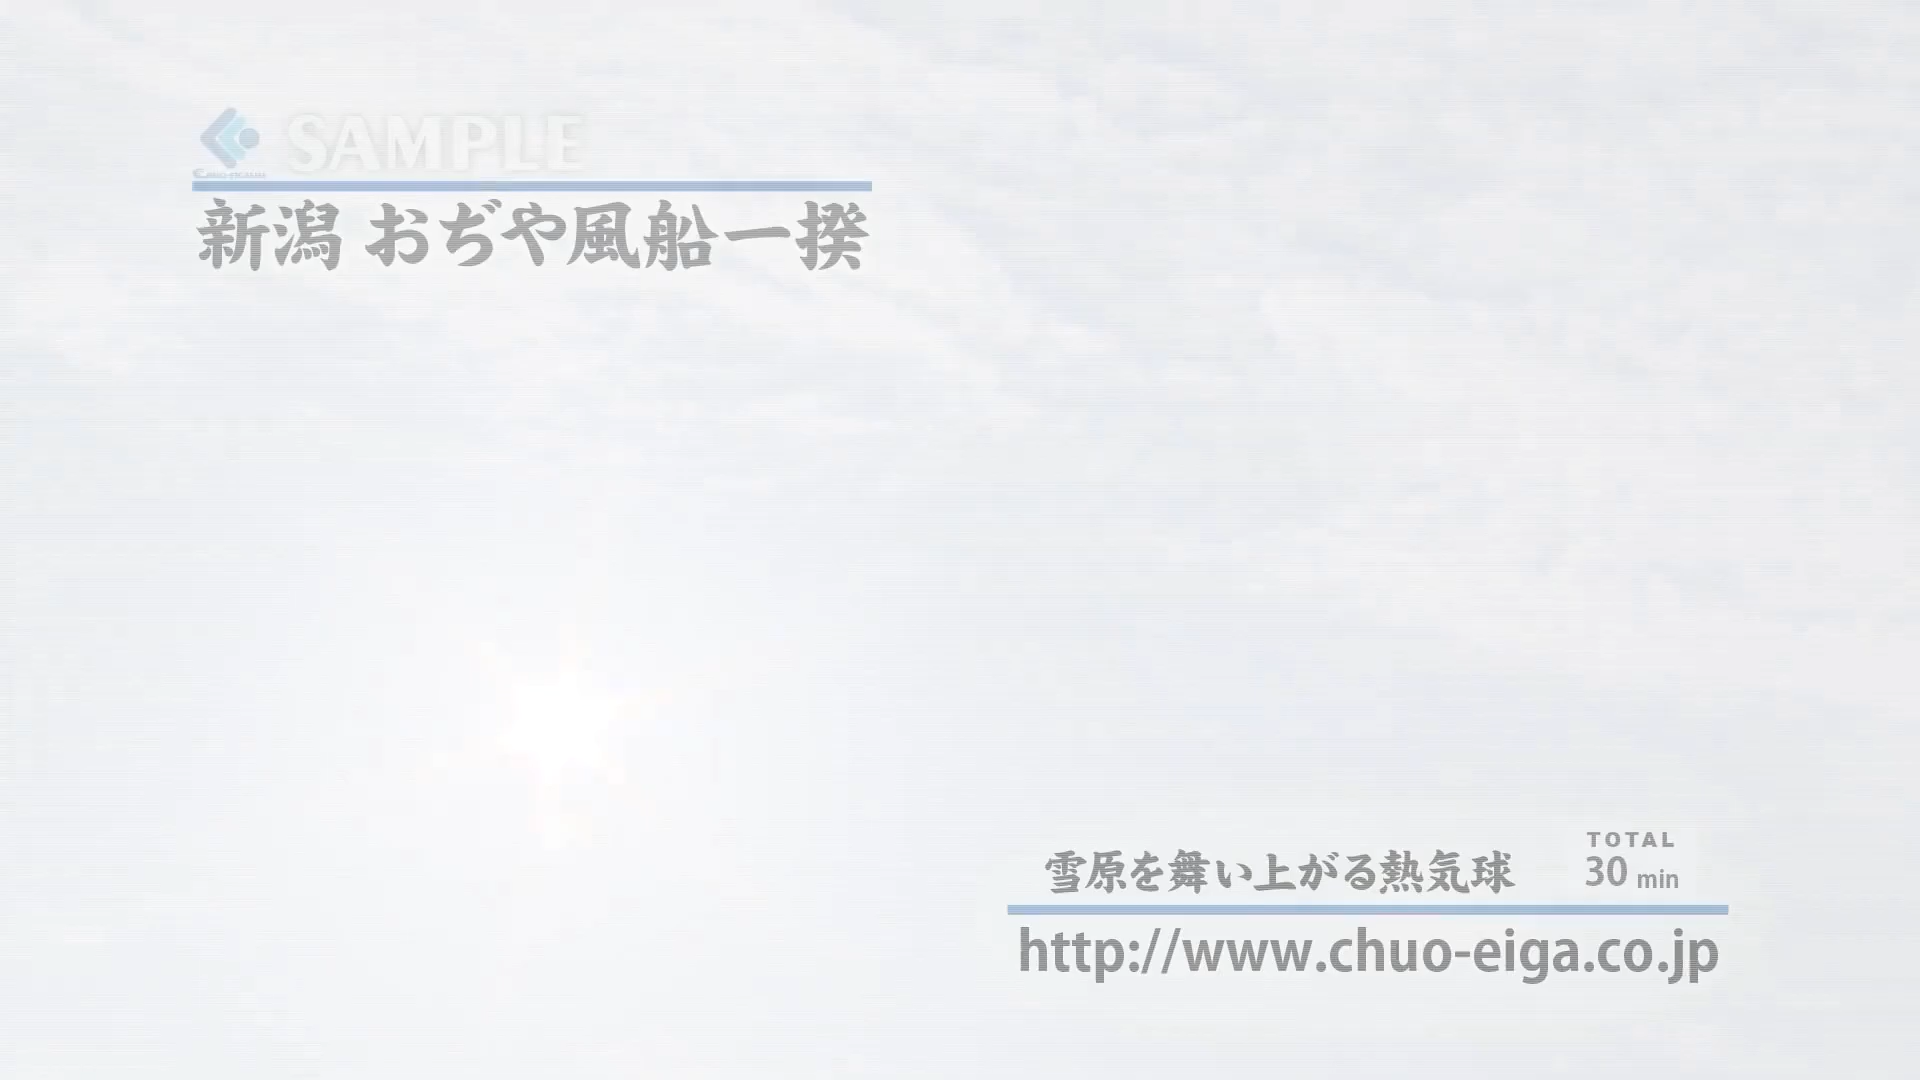 SAMPLE
新潟 おぢや風船一揆
雪原を舞い上がる熱気球
TOTAL
30 min
http://www.chuo-eiga.co.jp